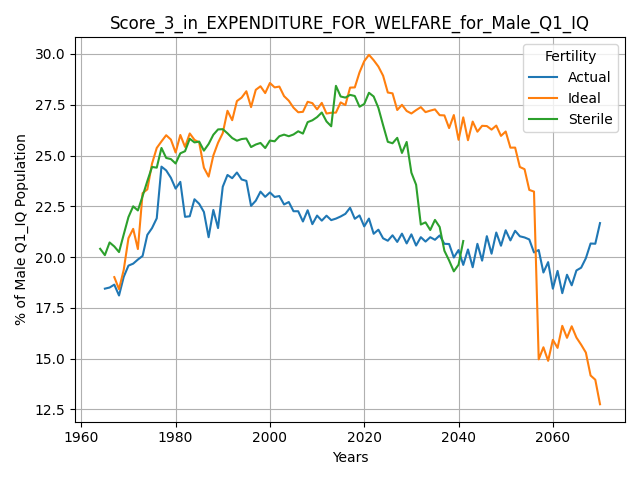 Score_3_in_EXPENDITURE_FOR_WELFARE_for_Male_Q1_IQ
% of Male Q1_IQ Population
30.0
27.5
25.0
22.5
20.0
17.5
15.0
12.5
Fertility
Actual
Ideal
Sterile
1960 1980 2000 2020 2040 2060
Years